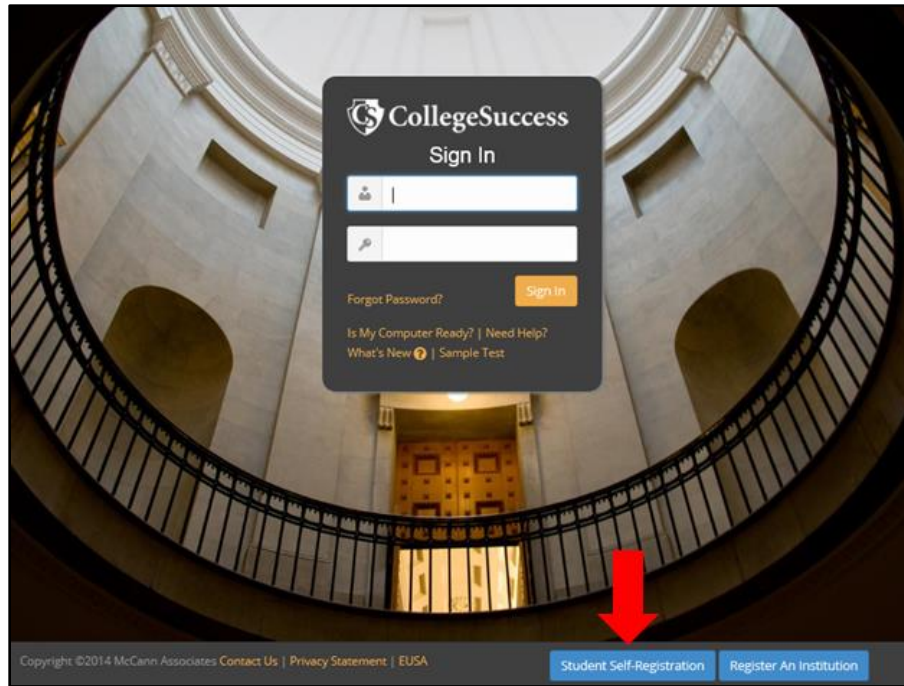 CS CollegeSuccess
Sign In
Forgot Password?
Sign In
Is My Computer Ready? | Need Help?
What's New ? | Sample Test
Copyright ©2014 McCann Associates Contact Us | Privacy Statement | EUSA
Student Self-Registration
Register An Institution